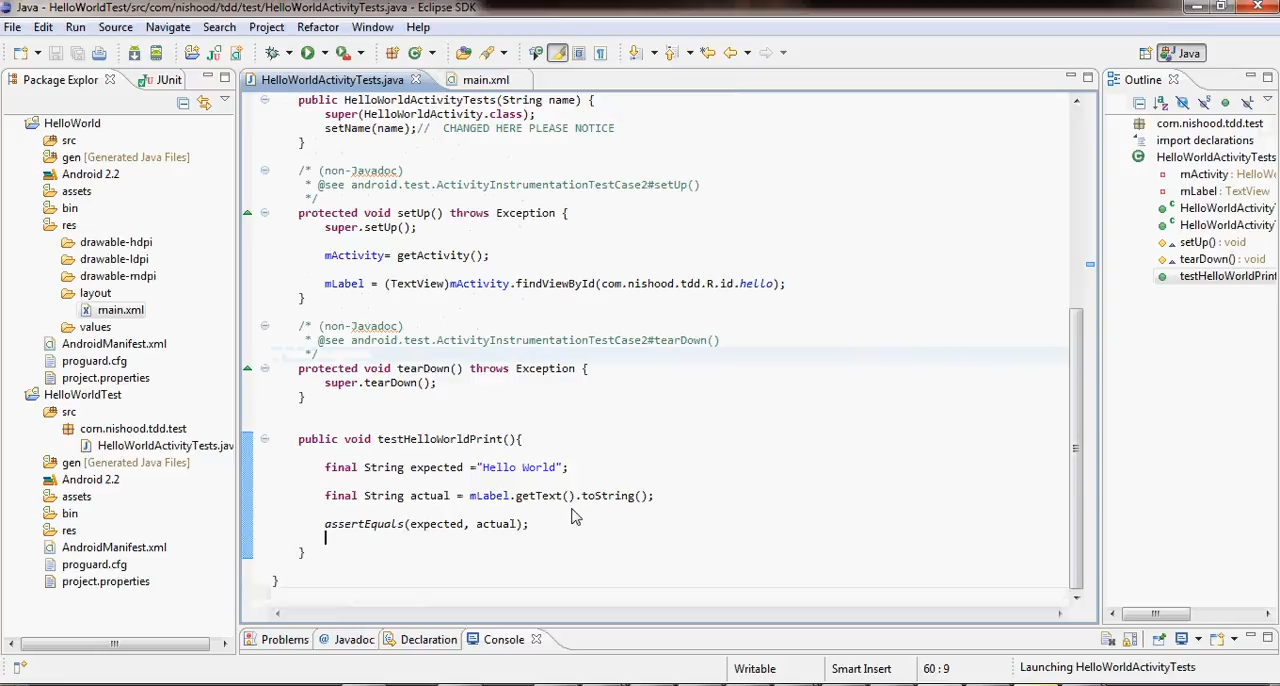 Java - HelloWorldTest/src/com/nishood/tdd/test/HelloWorldActivityTests.java - Eclipse SDK
File Edit Run Source Navigate Search Project Refactor Window Help
Java
Package Explorer JUnit
HelloWorldActivityTests.java main.xml
Outline
HelloWorld
src
gen [Generated Java Files]
Android 2.2
assets
bin
res
drawable-hdpi
drawable-ldpi
drawable-mdpi
layout
main.xml
values
AndroidManifest.xml
proguard.cfg
project.properties
HelloWorldTest
src
com.nishood.tdd.test
HelloWorldActivityTests.jav
gen [Generated Java Files]
Android 2.2
assets
bin
res
AndroidManifest.xml
proguard.cfg
project.properties
public HelloWorldActivityTests(String name) {
super(HelloWorldActivity.class);
setName(name);// CHANGED HERE PLEASE NOTICE
}
/* (non-Javadoc)
* @see android.test.ActivityInstrumentationTestCase2#setUp()
*/
protected void setUp() throws Exception {
super.setUp();
mActivity= getActivity();
mLabel = (TextView)mActivity.findViewById(com.nishood.tdd.R.id.hello);
}
/* (non-Javadoc)
* @see android.test.ActivityInstrumentationTestCase2#tearDown()
*/
protected void tearDown() throws Exception {
super.tearDown();
}
public void testHelloWorldPrint(){
final String expected ="Hello World";
final String actual = mLabel.getText().toString();
assertEquals(expected, actual);
}
}
com.nishood.tdd.test
import declarations
HelloWorldActivityTests
mActivity : HelloW
mLabel : TextView
HelloWorldActivity
HelloWorldActivity
setUp() : void
tearDown() : void
testHelloWorldPrint
Problems @ Javadoc Declaration Console
Writable Smart Insert 60 : 9 Launching HelloWorldActivityTests